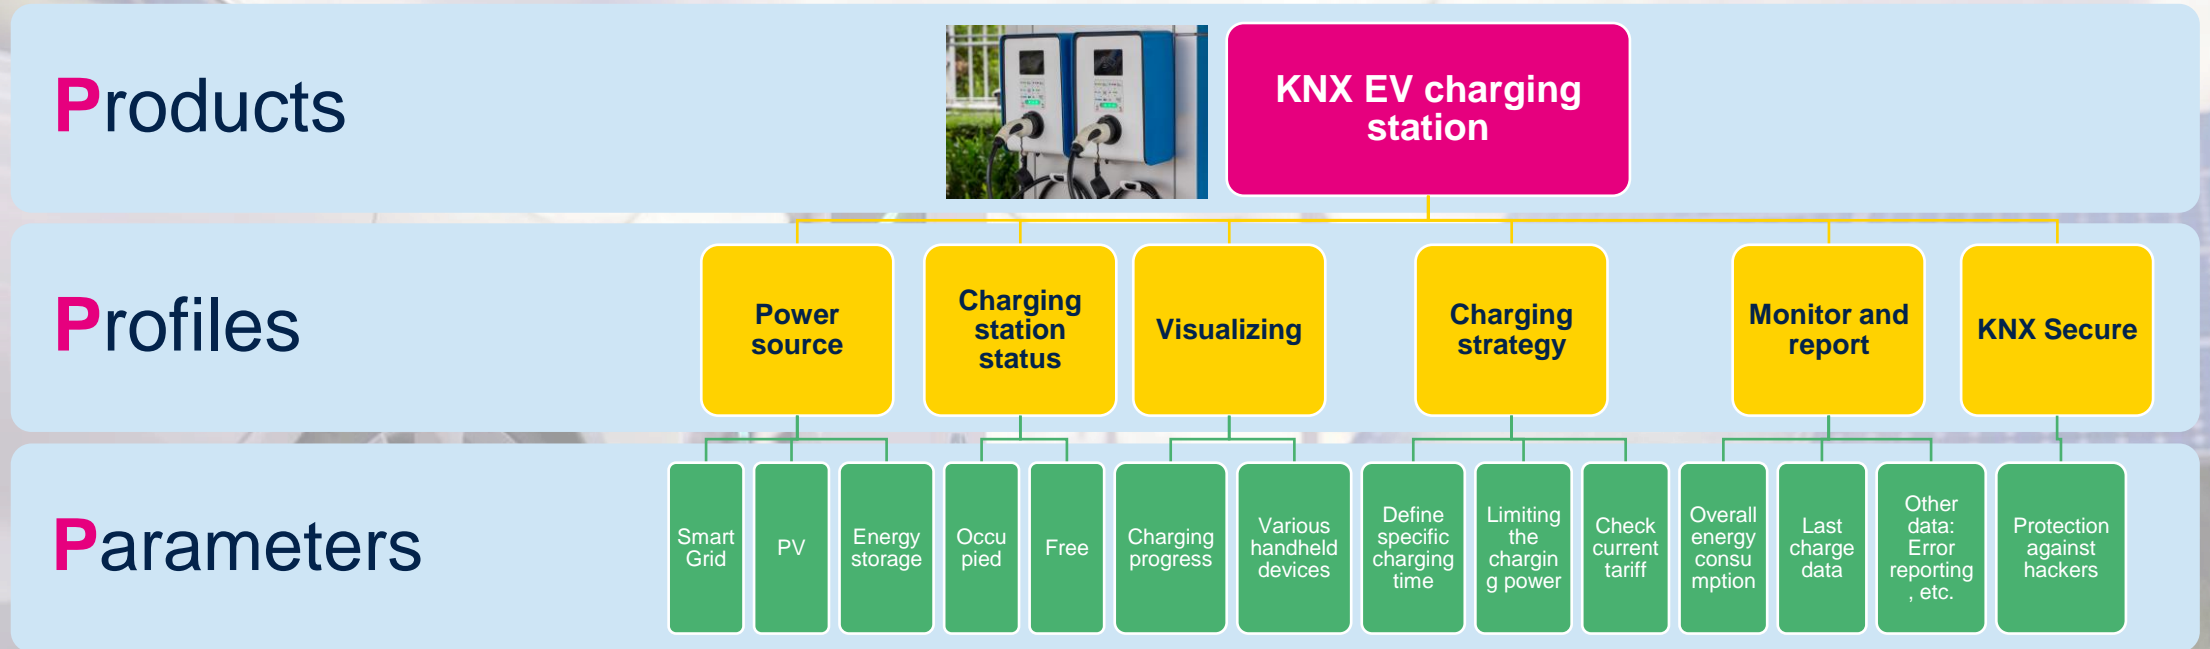 Products
KNX EV charging
station
Profiles
Power
source
Charging
station
status
Visualizing
Charging
strategy
Monitor and
report
KNX Secure
Parameters
Smart
Grid
PV
Energy
storage
Occu
pied
Free
Charging
progress
Various
handheld
devices
Define
specific
charging
time
Limiting
the
chargin
g power
Check
current
tariff
Overall
energy
consu
mption
Last
charge
data
Other
data:
Error
reporting
, etc.
Protection
against
hackers